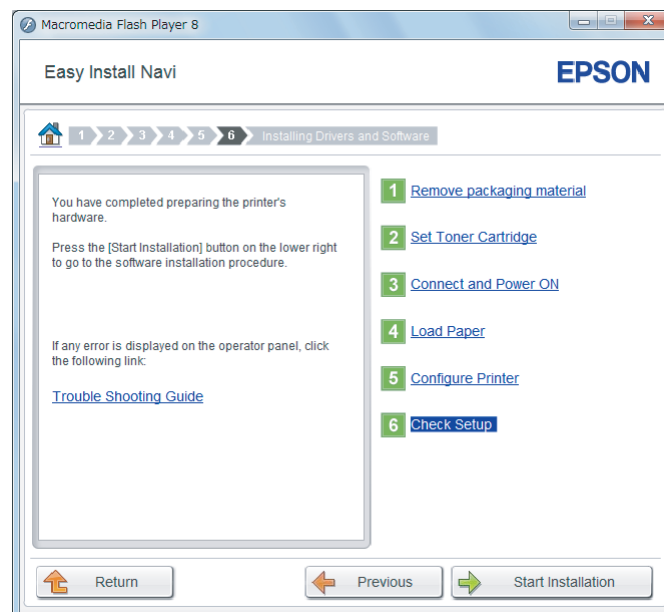 Macromedia Flash Player 8
Easy Install Navi
EPSON
1 2 3 4 5 6 Installing Drivers and Software
You have completed preparing the printer's
hardware.
Press the [Start Installation] button on the lower right
to go to the software installation procedure.
If any error is displayed on the operator panel, click
the following link:
Trouble Shooting Guide
1 Remove packaging material
2 Set Toner Cartridge
3 Connect and Power ON
4 Load Paper
5 Configure Printer
6 Check Setup
Return
Previous
Start Installation